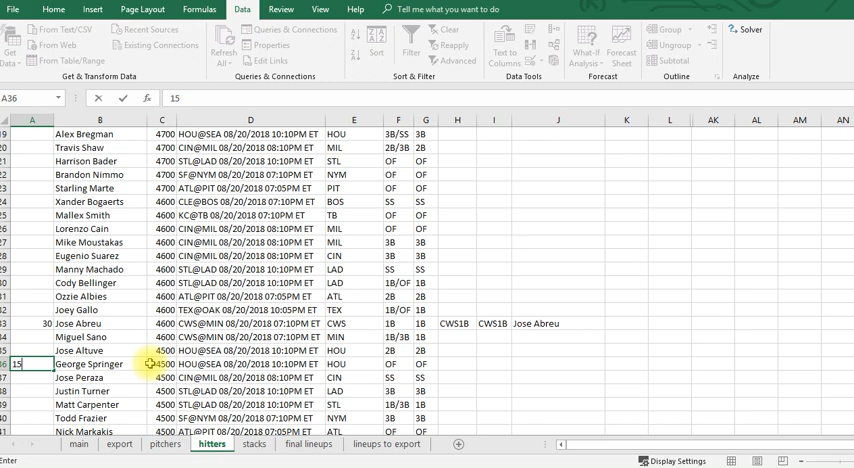 File Home Insert Page Layout Formulas Data Review View Help Tell me what you want to do
Get Data From Text/CSV Recent Sources
From Web Existing Connections
From Table/Range
Get & Transform Data
Refresh All Queries & Connections
Properties
Edit Links
Queries & Connections
Sort Filter Clear
Reapply
Advanced
Sort & Filter
Text to Columns
Data Tools
What-If Analysis Forecast Sheet
Forecast
Group
Ungroup
Subtotal
Outline
Solver
Analyze
A36 fx 15
A B C D E F G H I J K L AK AL AM AN
19 Alex Bregman 4700 HOU@SEA 08/20/2018 10:10PM ET HOU 3B/SS 3B
20 Travis Shaw 4700 CIN@MIL 08/20/2018 08:10PM ET MIL 2B/3B 2B
21 Harrison Bader 4700 STL@LAD 08/20/2018 10:10PM ET STL OF OF
22 Brandon Nimmo 4700 SF@NYM 08/20/2018 07:10PM ET NYM OF OF
23 Starling Marte 4700 ATL@PIT 08/20/2018 07:05PM ET PIT OF OF
24 Xander Bogaerts 4600 CLE@BOS 08/20/2018 07:10PM ET BOS SS SS
25 Mallex Smith 4600 KC@TB 08/20/2018 07:10PM ET TB OF OF
26 Lorenzo Cain 4600 CIN@MIL 08/20/2018 08:10PM ET MIL OF OF
27 Mike Moustakas 4600 CIN@MIL 08/20/2018 08:10PM ET MIL 3B 3B
28 Eugenio Suarez 4600 CIN@MIL 08/20/2018 08:10PM ET CIN 3B 3B
29 Manny Machado 4600 STL@LAD 08/20/2018 10:10PM ET LAD SS SS
30 Cody Bellinger 4600 STL@LAD 08/20/2018 10:10PM ET LAD 1B/OF 1B
31 Ozzie Albies 4600 ATL@PIT 08/20/2018 07:05PM ET ATL 2B 2B
32 Joey Gallo 4600 TEX@OAK 08/20/2018 10:05PM ET TEX 1B/OF 1B
33 30 Jose Abreu 4600 CWS@MIN 08/20/2018 07:10PM ET CWS 1B 1B CWS1B CWS1B Jose Abreu
34 Miguel Sano 4600 CWS@MIN 08/20/2018 07:10PM ET MIN 1B/3B 1B
35 Jose Altuve 4500 HOU@SEA 08/20/2018 10:10PM ET HOU 2B 2B
36 15 George Springer 4500 HOU@SEA 08/20/2018 10:10PM ET HOU OF OF
37 Jose Peraza 4500 CIN@MIL 08/20/2018 08:10PM ET CIN SS SS
38 Justin Turner 4500 STL@LAD 08/20/2018 10:10PM ET LAD 3B 3B
39 Matt Carpenter 4500 STL@LAD 08/20/2018 10:10PM ET STL 1B/3B 1B
40 Todd Frazier 4500 SF@NYM 08/20/2018 07:10PM ET NYM 3B 3B
41 Nick Markakis 4500 ATL@PIT 08/20/2018 07:05PM ET ATL OF OF
main export pitchers hitters stacks final lineups lineups to export
Enter Display Settings